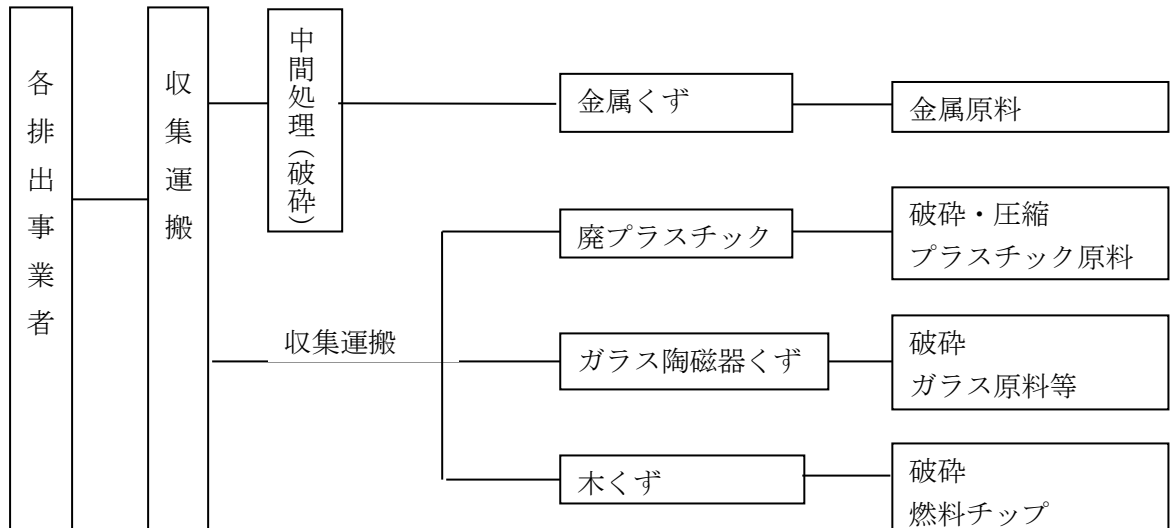 各排出事業者
収集運搬
中間処理（破砕）
金属くず
金属原料
廃プラスチック
破砕・圧縮
プラスチック原料
収集運搬
ガラス陶磁器くず
破砕
ガラス原料等
木くず
破砕
燃料チップ